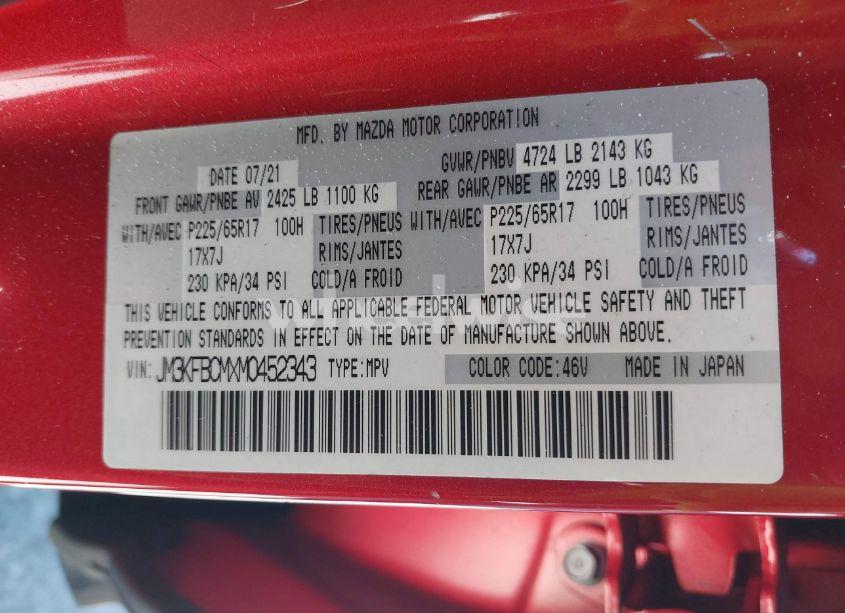 MFD. BY MAZDA MOTOR CORPORATION
DATE 07/21 GVWR/PNBV 4724 LB 2143 KG
FRONT GAWR/PNBE AV 2425 LB 1100 KG REAR GAWR/PNBE AR 2299 LB 1043 KG
WITH/AVEC P225/65R17 100H TIRES/PNEUS WITH/AVEC P225/65R17 100H TIRES/PNEUS
17X7J RIMS/JANTES 17X7J RIMS/JANTES
230 KPA/34 PSI COLD/A FROID 230 KPA/34 PSI COLD/A FROID
THIS VEHICLE CONFORMS TO ALL APPLICABLE FEDERAL MOTOR VEHICLE SAFETY AND THEFT
PREVENTION STANDARDS IN EFFECT ON THE DATE OF MANUFACTURE SHOWN ABOVE.
VIN: JM3KFBCMXM0452343 TYPE: MPV COLOR CODE: 46V MADE IN JAPAN